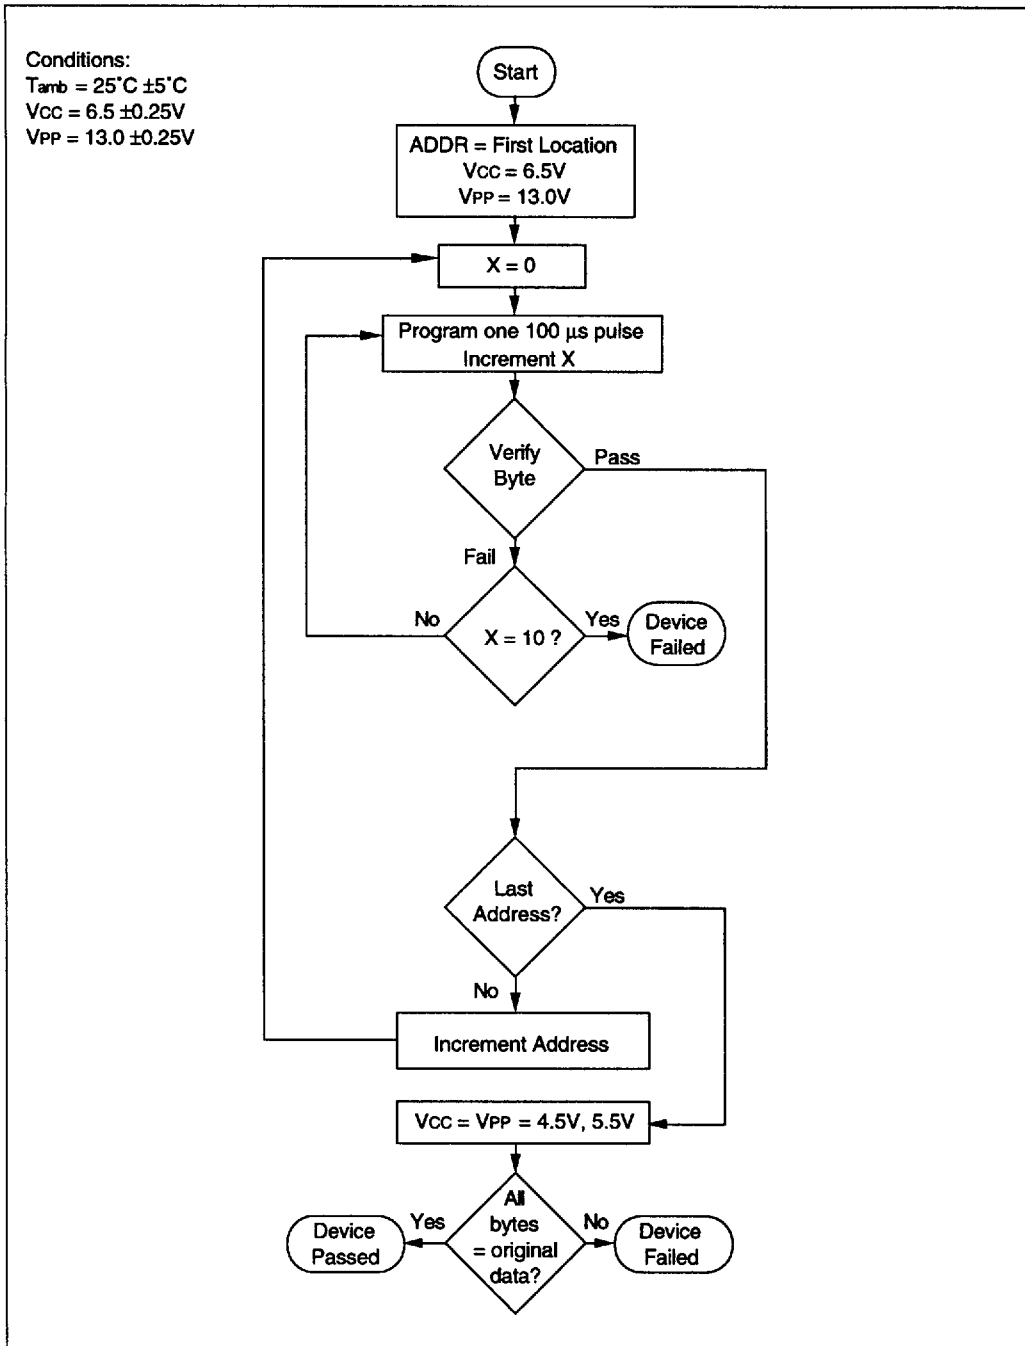 Conditions:
Tamb = 25°C ±5°C
VCC = 6.5 ±0.25V
VPP = 13.0 ±0.25V
Start
ADDR = First Location
VCC = 6.5V
VPP = 13.0V
X = 0
Program one 100 µs pulse
Increment X
Verify
Byte
Pass
Fail
No
X = 10 ?
Yes
Device
Failed
Last
Address?
Yes
No
Increment Address
VCC = VPP = 4.5V, 5.5V
All
bytes
= original
data?
Yes
Device
Passed
No
Device
Failed